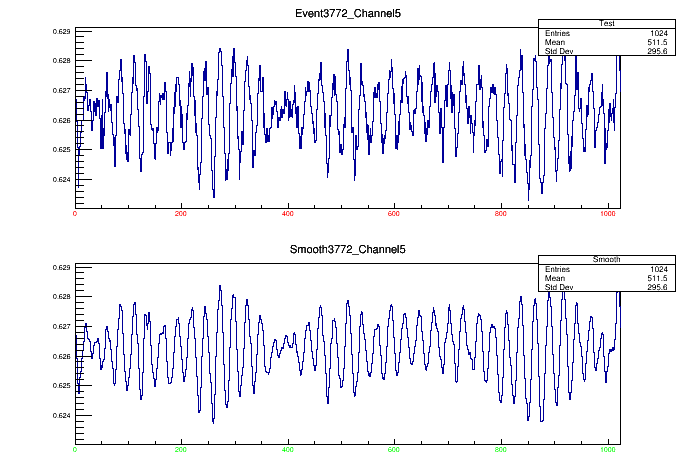 Event3772_Channel5
Test
Entries 1024
Mean 511.5
Std Dev 295.6
0.629
0.628
0.627
0.626
0.625
0.624
0 200 400 600 800 1000
Smooth3772_Channel5
Smooth
Entries 1024
Mean 511.5
Std Dev 295.6
0.629
0.628
0.627
0.626
0.625
0.624
0 200 400 600 800 1000